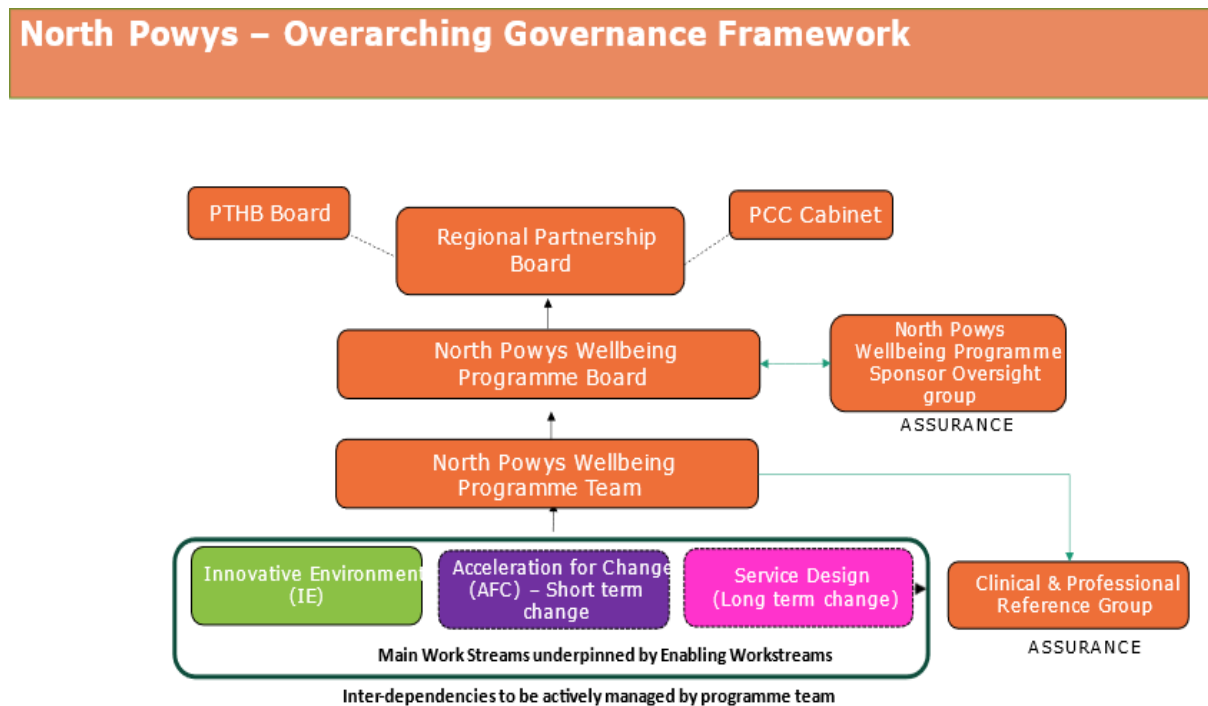 North Powys – Overarching Governance Framework
PTHB Board
PCC Cabinet
Regional Partnership
Board
North Powys Wellbeing
Programme Board
North Powys
Wellbeing Programme
Sponsor Oversight
group
ASSURANCE
North Powys Wellbeing
Programme Team
Innovative Environment
(IE)
Acceleration for Change
(AFC) – Short term
change
Service Design
(Long term change)
Clinical & Professional
Reference Group
ASSURANCE
Main Work Streams underpinned by Enabling Workstreams
Inter-dependencies to be actively managed by programme team